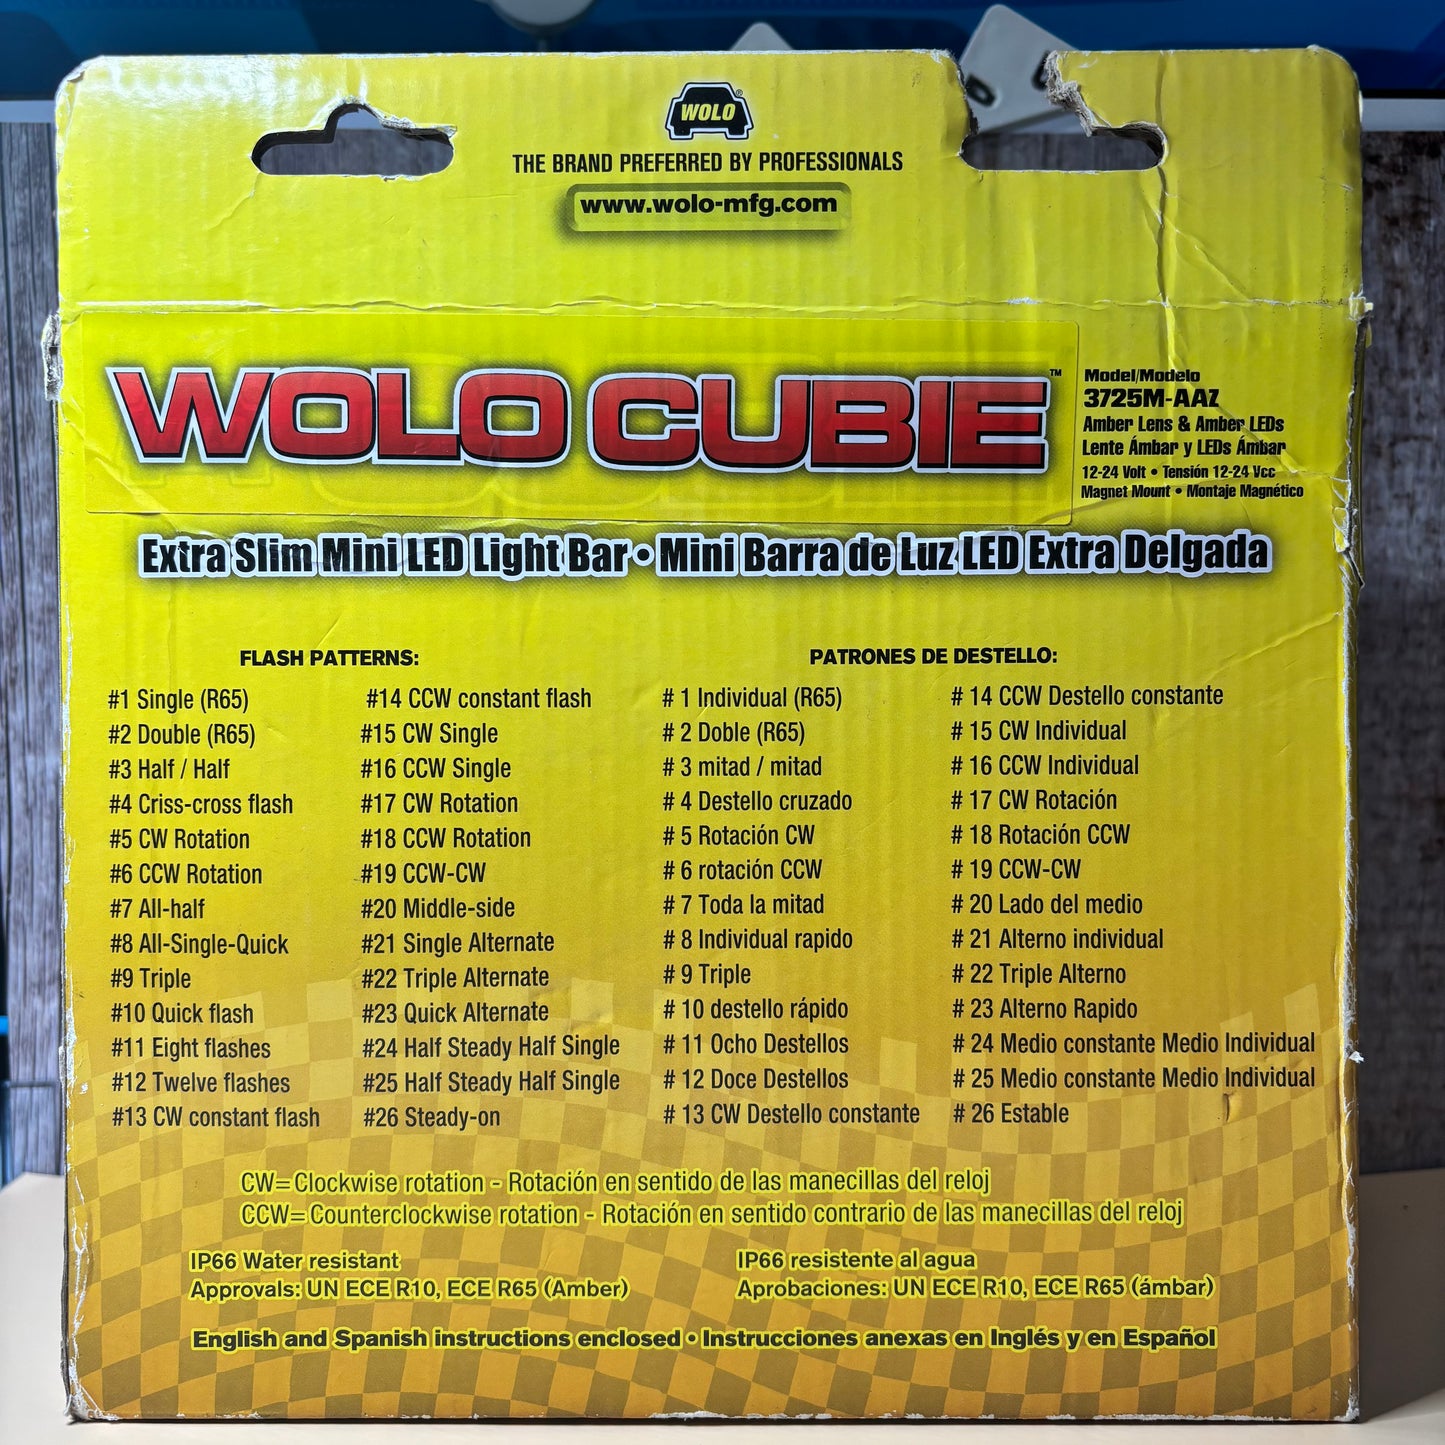 WOLO®
THE BRAND PREFERRED BY PROFESSIONALS
www.wolo-mfg.com
WOLO CUBIE™
Model/Modelo
3725M-AAZ
Amber Lens & Amber LEDs
Lente Ámbar y LEDs Ámbar
12-24 Volt • Tensión 12-24 Vcc
Magnet Mount • Montaje Magnético
Extra Slim Mini LED Light Bar • Mini Barra de Luz LED Extra Delgada
FLASH PATTERNS:
#1 Single (R65)
#2 Double (R65)
#3 Half / Half
#4 Criss-cross flash
#5 CW Rotation
#6 CCW Rotation
#7 All-half
#8 All-Single-Quick
#9 Triple
#10 Quick flash
#11 Eight flashes
#12 Twelve flashes
#13 CW constant flash
#14 CCW constant flash
#15 CW Single
#16 CCW Single
#17 CW Rotation
#18 CCW Rotation
#19 CCW-CW
#20 Middle-side
#21 Single Alternate
#22 Triple Alternate
#23 Quick Alternate
#24 Half Steady Half Single
#25 Half Steady Half Single
#26 Steady-on
PATRONES DE DESTELLO:
# 1 Individual (R65)
# 2 Doble (R65)
# 3 mitad / mitad
# 4 Destello cruzado
# 5 Rotación CW
# 6 rotación CCW
# 7 Toda la mitad
# 8 Individual rapido
# 9 Triple
# 10 destello rápido
# 11 Ocho Destellos
# 12 Doce Destellos
# 13 CW Destello constante
# 14 CCW Destello constante
# 15 CW Individual
# 16 CCW Individual
# 17 CW Rotación
# 18 Rotación CCW
# 19 CCW-CW
# 20 Lado del medio
# 21 Alterno individual
# 22 Triple Alterno
# 23 Alterno Rapido
# 24 Medio constante Medio Individual
# 25 Medio constante Medio Individual
# 26 Estable
CW= Clockwise rotation - Rotación en sentido de las manecillas del reloj
CCW= Counterclockwise rotation - Rotación en sentido contrario de las manecillas del reloj
IP66 Water resistant
Approvals: UN ECE R10, ECE R65 (Amber)
IP66 resistente al agua
Aprobaciones: UN ECE R10, ECE R65 (ámbar)
English and Spanish instructions enclosed • Instrucciones anexas en Inglés y en Español